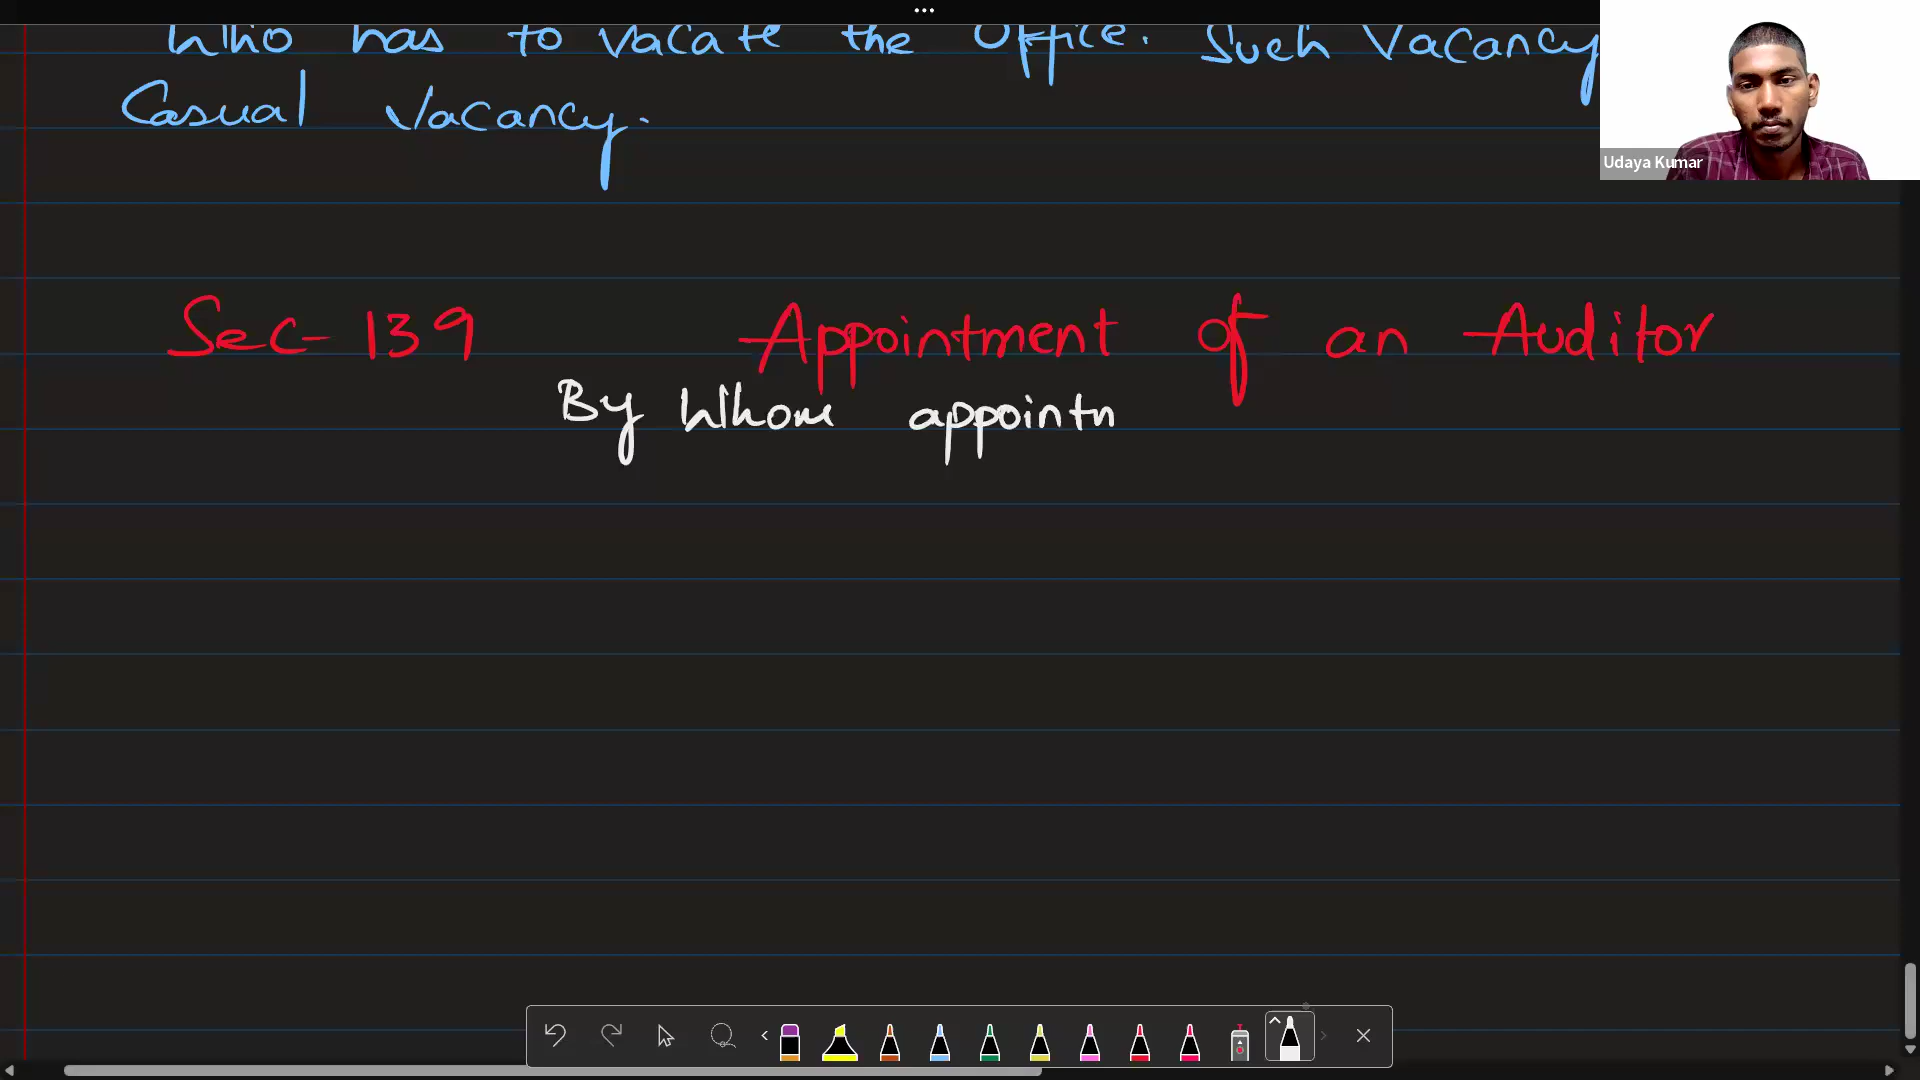 Who has to vacate the office. Such Vacancy
Casual Vacancy.
Udaya Kumar
Sec-139 Appointment of an Auditor
By Whom appointn